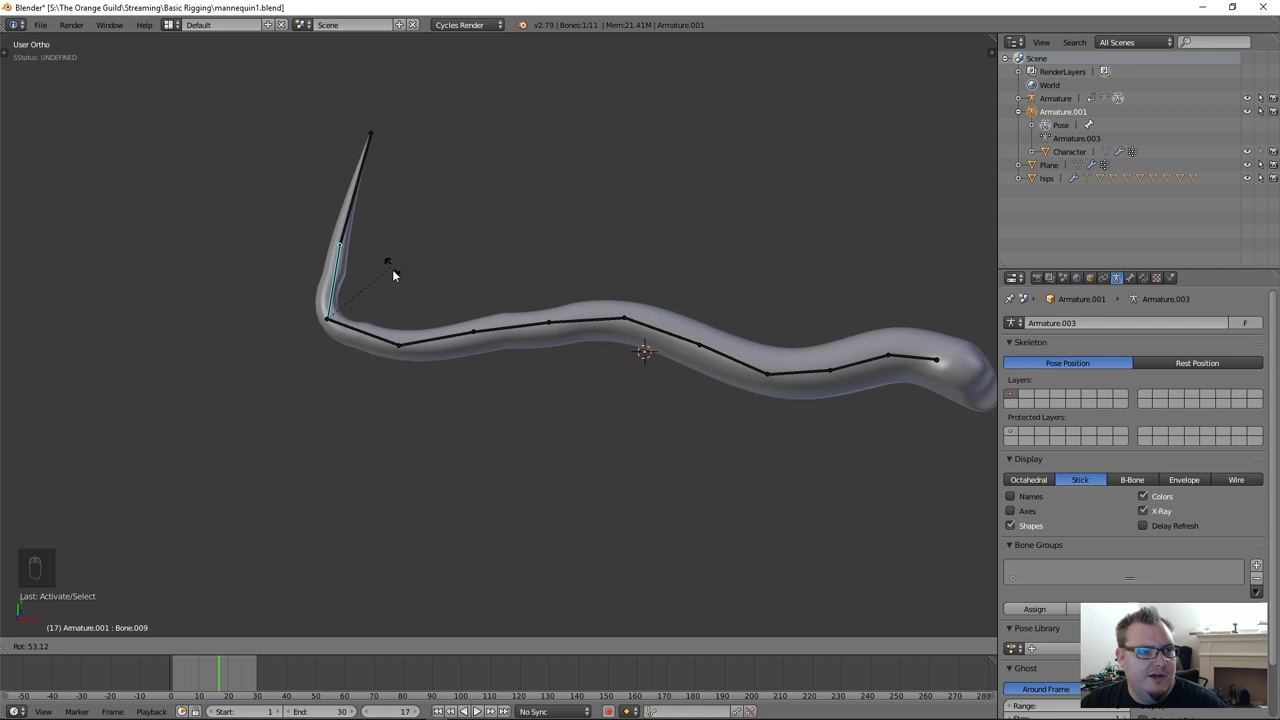 Blender* [S:\The Orange Guild\Streaming\Basic Rigging\mannequin1.blend]
File Render Window Help Default Scene Cycles Render v2.79 | Bones:1/11 | Mem:21.41M | Armature.001
User Ortho
SStatus: UNDEFINED
View Search All Scenes
Scene
RenderLayers
World
Armature
Armature.001
Pose
Armature.003
Character
Plane
hips
Armature.001 Armature.003
Armature.003 F
Skeleton
Pose Position Rest Position
Layers:
Protected Layers:
Display
Octahedral Stick B-Bone Envelope Wire
Names Colors
Axes X-Ray
Shapes Delay Refresh
Bone Groups
Assign
Pose Library
Ghost
Around Frame
Range:
Last: Activate/Select
(17) Armature.001 : Bone.009
Rot: 53.12
-50 -40 -30 -20 -10 0 10 20 30 40 50 60 70 80 90 100 110 120 130 140 150 160 170 180 190 200 210 220 230 240 250 260 270 280
View Marker Frame Playback Start: 1 End: 30 17 No Sync